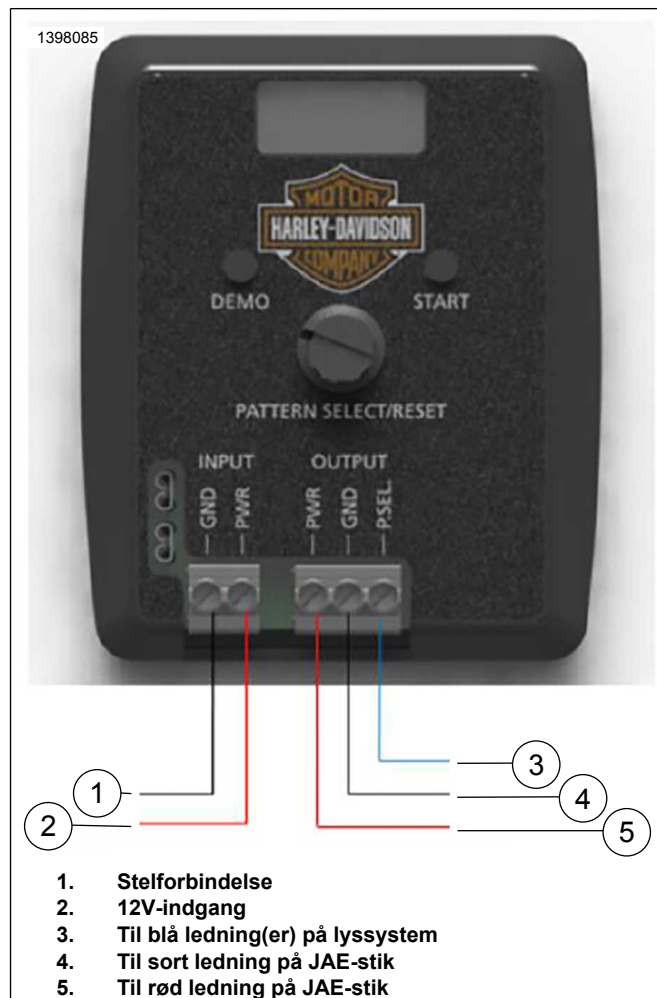 1398085
MOTOR
HARLEY-DAVIDSON
COMPANY
DEMO
START
PATTERN SELECT/RESET
INPUT
OUTPUT
GND
PWR
PWR
GND
P.SEL.
1
2
3
4
5
1. Stelforbindelse
2. 12V-indgang
3. Til blå ledning(er) på lyssystem
4. Til sort ledning på JAE-stik
5. Til rød ledning på JAE-stik